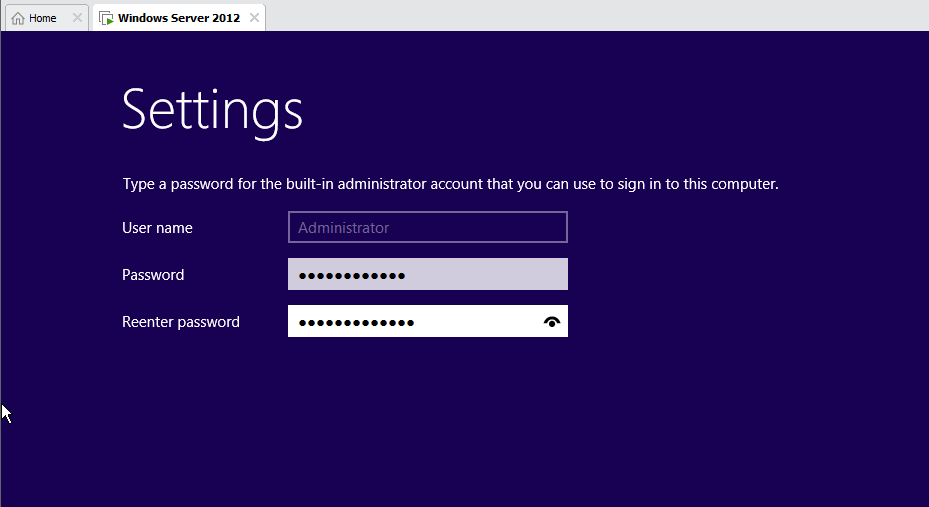 Home
Windows Server 2012
Settings
Type a password for the built-in administrator account that you can use to sign in to this computer.
User name Administrator
Password ●●●●●●●●●●●●
Reenter password ●●●●●●●●●●●●●